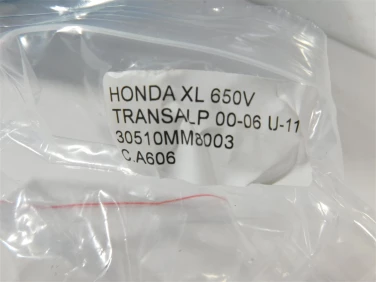 HONDA XL 650V
TRANSALP 00-06 U-11
30510MM8003
C.A606